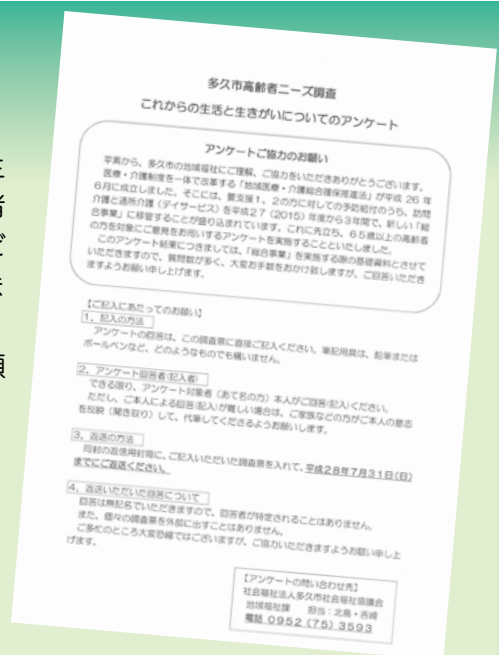 多久市高齢者ニーズ調査
これからの生活と生きがいについてのアンケート
アンケートご協力のお願い
平素から、多久市の地域福祉にご理解、ご協力をいただきありがとうございます。
医療・介護制度を一体で改革する「地域医療・介護総合確保推進法」が平成 26 年
6月に成立しました。そこには、要支援1、2の方に対しての予防給付のうち、訪問
介護と通所介護（デイサービス）を平成27（2015）年度から3年間で、新しい「総
合事業」に移管することが盛り込まれています。これに先立ち、65歳以上の高齢者
の方を対象にご意見をお伺いするアンケートを実施することといたしました。
このアンケート結果につきましては、「総合事業」を実施する際の基礎資料とさせて
いただきますので、質問数が多く、大変お手数をおかけ致しますが、ご回答いただき
ますようお願い申し上げます。
【ご記入にあたってのお願い】
1，記入の方法
アンケートの回答は、この調査票に直接ご記入ください。筆記用具は、鉛筆または
ボールペンなど、どのようなものでも構いません。
2，アンケート回答者(記入者)
できる限り、アンケート対象者（あて名の方）本人がご回答(記入)ください。
ただし、ご本人による回答(記入)が難しい場合は、ご家族などの方がご本人の意志
を反映（聞き取り）して、代筆してくださるようお願いします。
3，返送の方法
同封の返信用封筒に、ご記入いただいた調査票を入れて、平成28年7月31日(日)
までにご返送ください。
4，返送いただいた回答について
回答は無記名でいただきますので、回答者が特定されることはありません。
また、個々の調査票を外部に出すことはありません。
ご多忙のところ大変恐縮ではございますが、ご協力いただきますようお願い申し上
げます。
【アンケートの問い合わせ先】
社会福祉法人多久市社会福祉協議会
地域福祉課 担当：北島・吉崎
電話 0952（75）3593